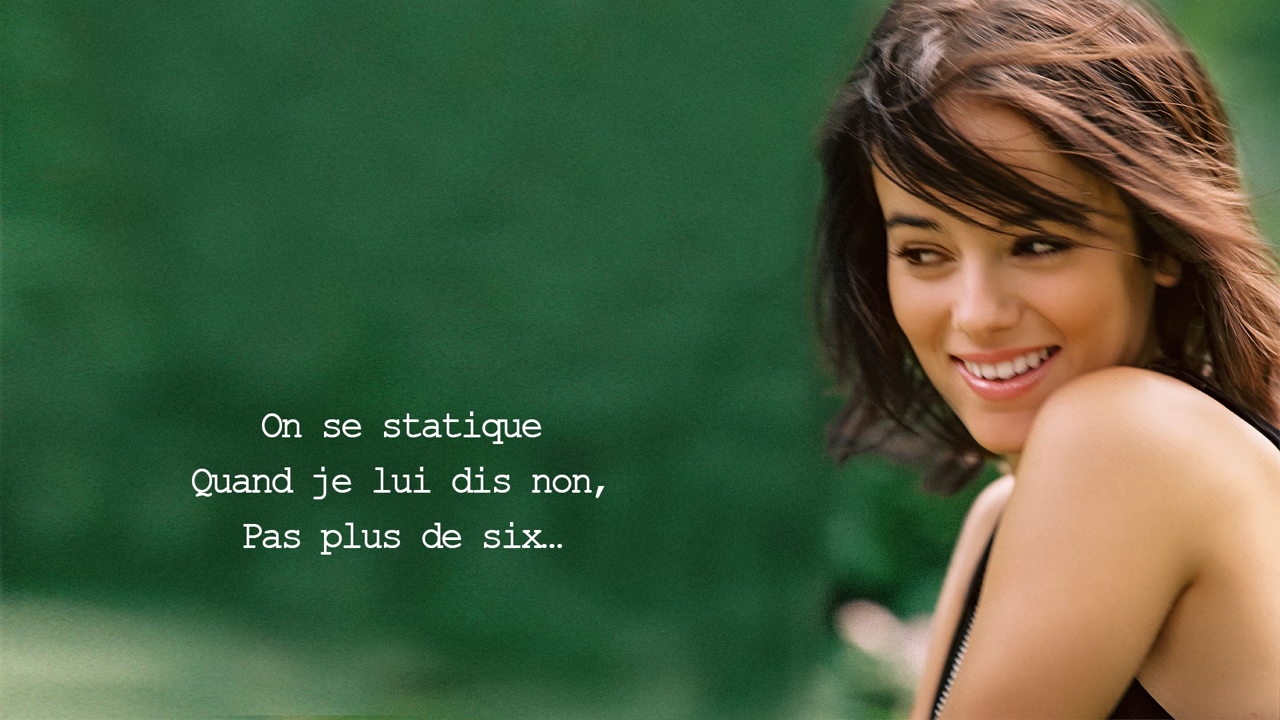 On se statique
Quand je lui dis non,
Pas plus de six…